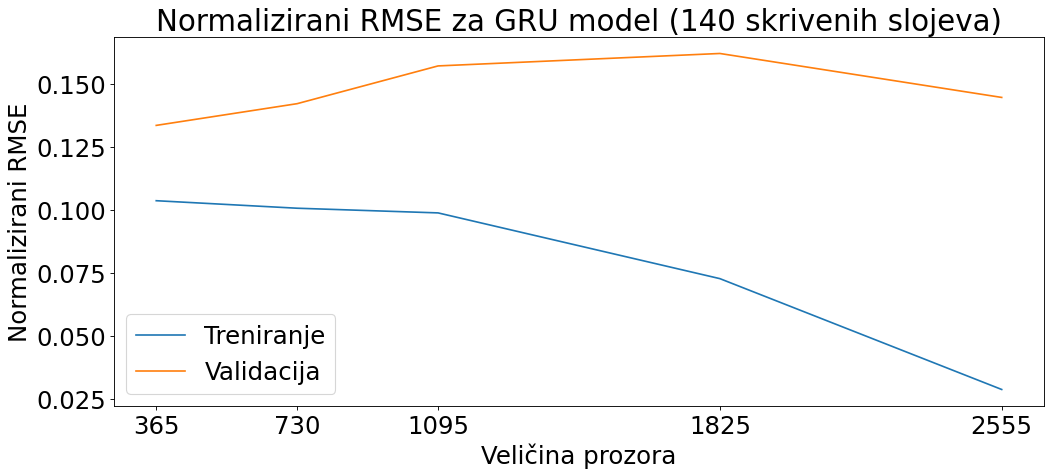 Normalizirani RMSE za GRU model (140 skrivenih slojeva)
Normalizirani RMSE
0.150
0.125
0.100
0.075
0.050
0.025
Treniranje
Validacija
365 730 1095 1825 2555
Veličina prozora